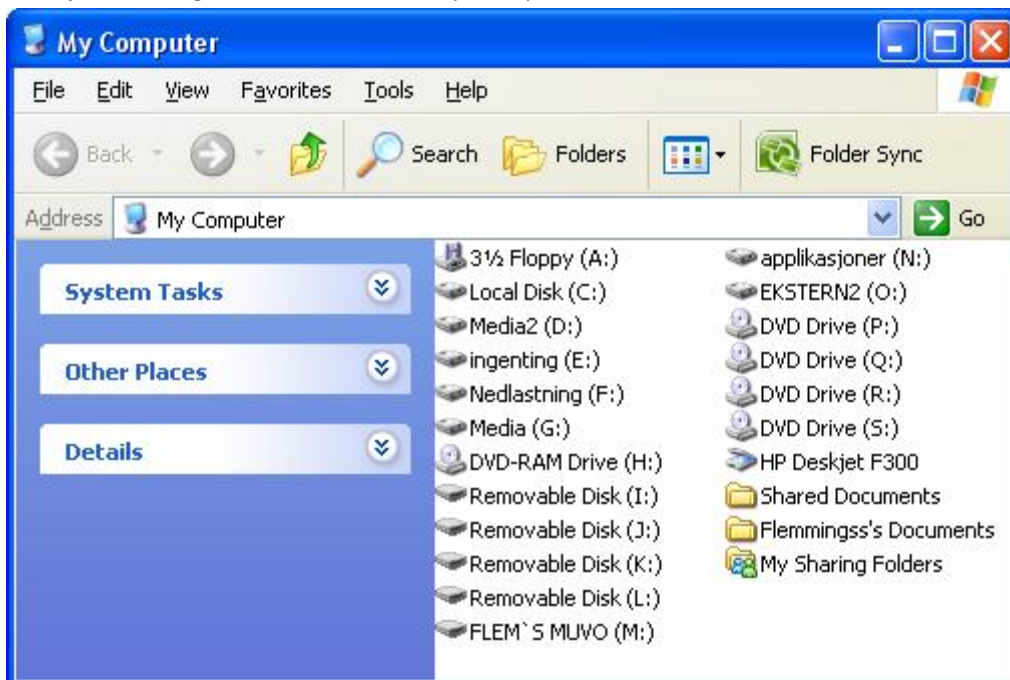 My Computer
File Edit View Favorites Tools Help
Back Search Folders Folder Sync
Address My Computer Go
System Tasks
Other Places
Details
3½ Floppy (A:)
Local Disk (C:)
Media2 (D:)
ingenting (E:)
Nedlastning (F:)
Media (G:)
DVD-RAM Drive (H:)
Removable Disk (I:)
Removable Disk (J:)
Removable Disk (K:)
Removable Disk (L:)
FLEM`S MUVO (M:)
applikasjoner (N:)
EKSTERN2 (O:)
DVD Drive (P:)
DVD Drive (Q:)
DVD Drive (R:)
DVD Drive (S:)
HP Deskjet F300
Shared Documents
Flemmingss's Documents
My Sharing Folders